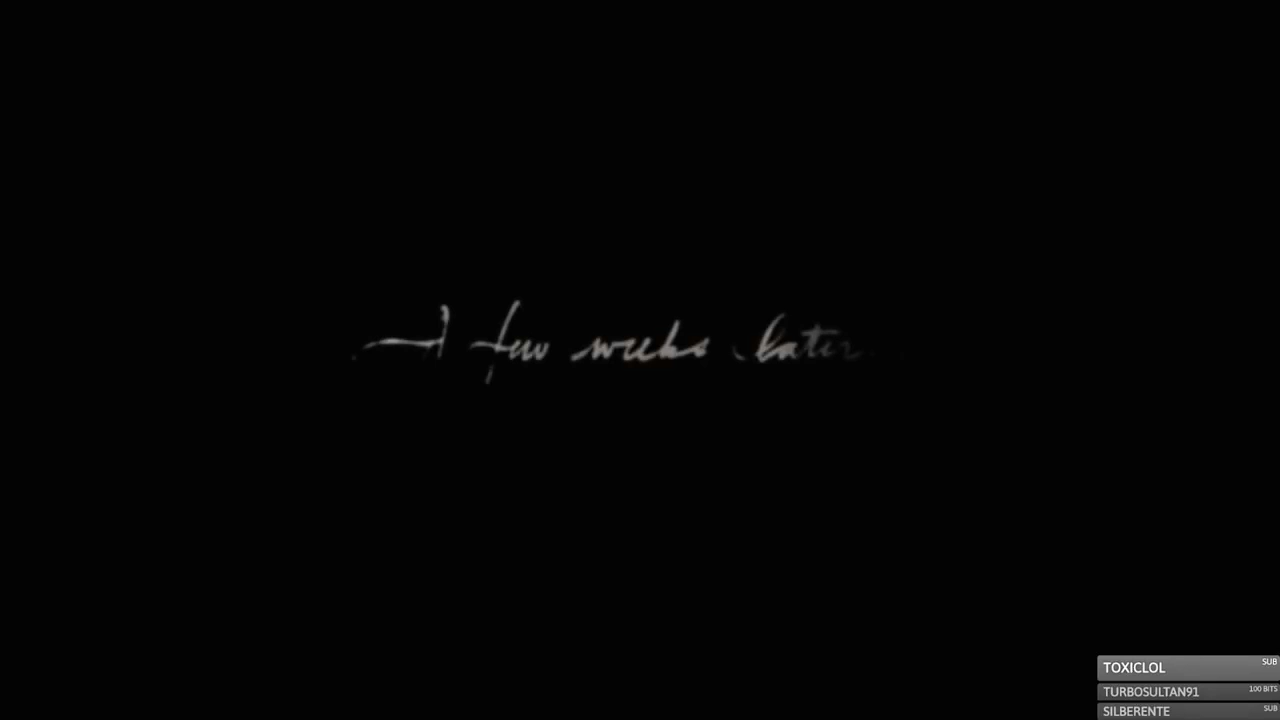 A few weeks later
TOXICLOL SUB
TURBOSULTAN91 100 BITS
SILBERENTE SUB